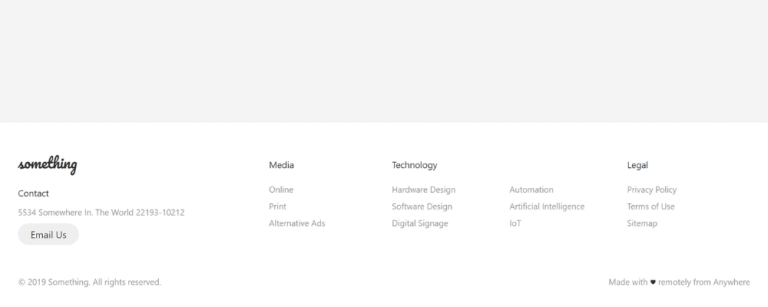 something
Contact
5534 Somewhere In. The World 22193-10212
Email Us
Media
Online
Print
Alternative Ads
Technology
Hardware Design
Software Design
Digital Signage
Automation
Artificial Intelligence
IoT
Legal
Privacy Policy
Terms of Use
Sitemap
© 2019 Something. All rights reserved.
Made with ♥ remotely from Anywhere